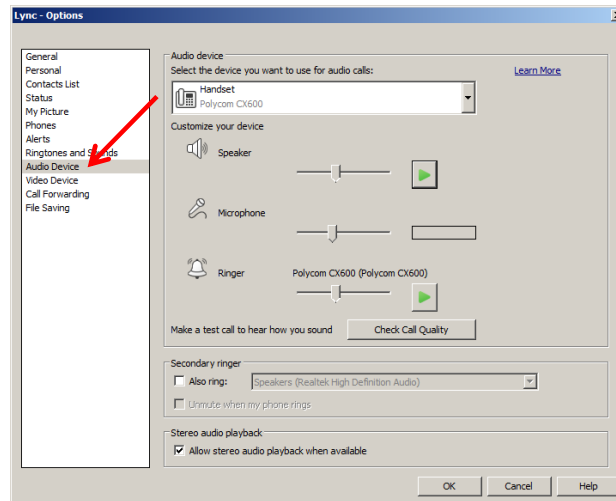 Lync - Options
General
Personal
Contacts List
Status
My Picture
Phones
Alerts
Ringtones and Sounds
Audio Device
Video Device
Call Forwarding
File Saving
Audio device
Select the device you want to use for audio calls:
Learn More
Handset
Polycom CX600
Customize your device
Speaker
Microphone
Ringer
Polycom CX600 (Polycom CX600)
Make a test call to hear how you sound
Check Call Quality
Secondary ringer
Also ring:
Speakers (Realtek High Definition Audio)
Unmute when my phone rings
Stereo audio playback
Allow stereo audio playback when available
OK
Cancel
Help